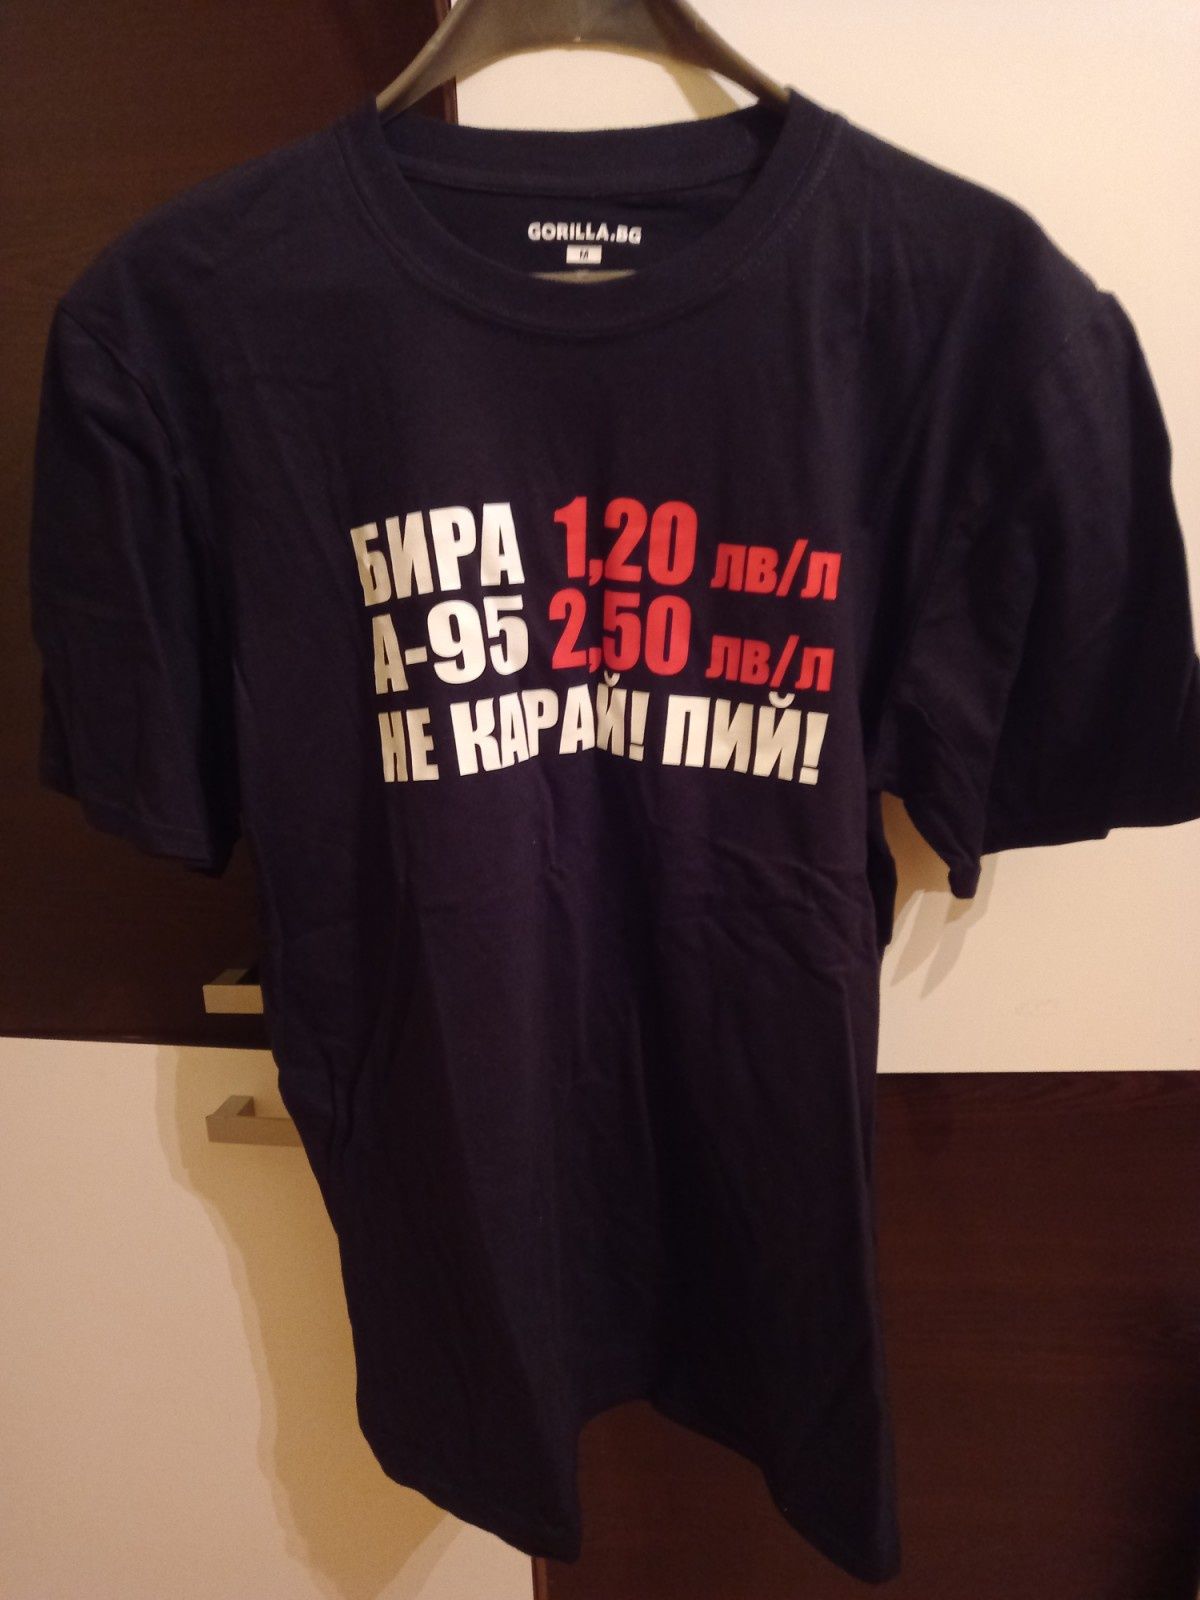 GORILLA.BG
M
БИРА 1,20 лв/л
А-95 2,50 лв/л
НЕ КАРАЙ! ПИЙ!